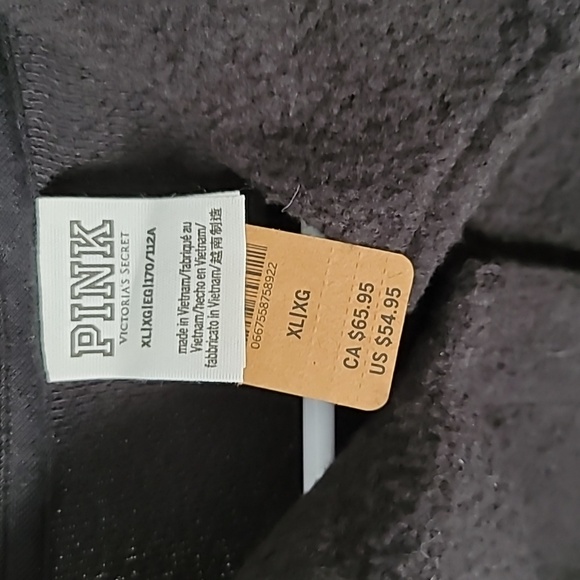 PINK
VICTORIA'S SECRET
XL|XG|EG|170/112A
made in Vietnam/fabriqué au
Vietnam/hecho en Vietnam/
fabbricato in Vietnam/越南制造
0667558758922
XL|XG
CA $65.95
US $54.95